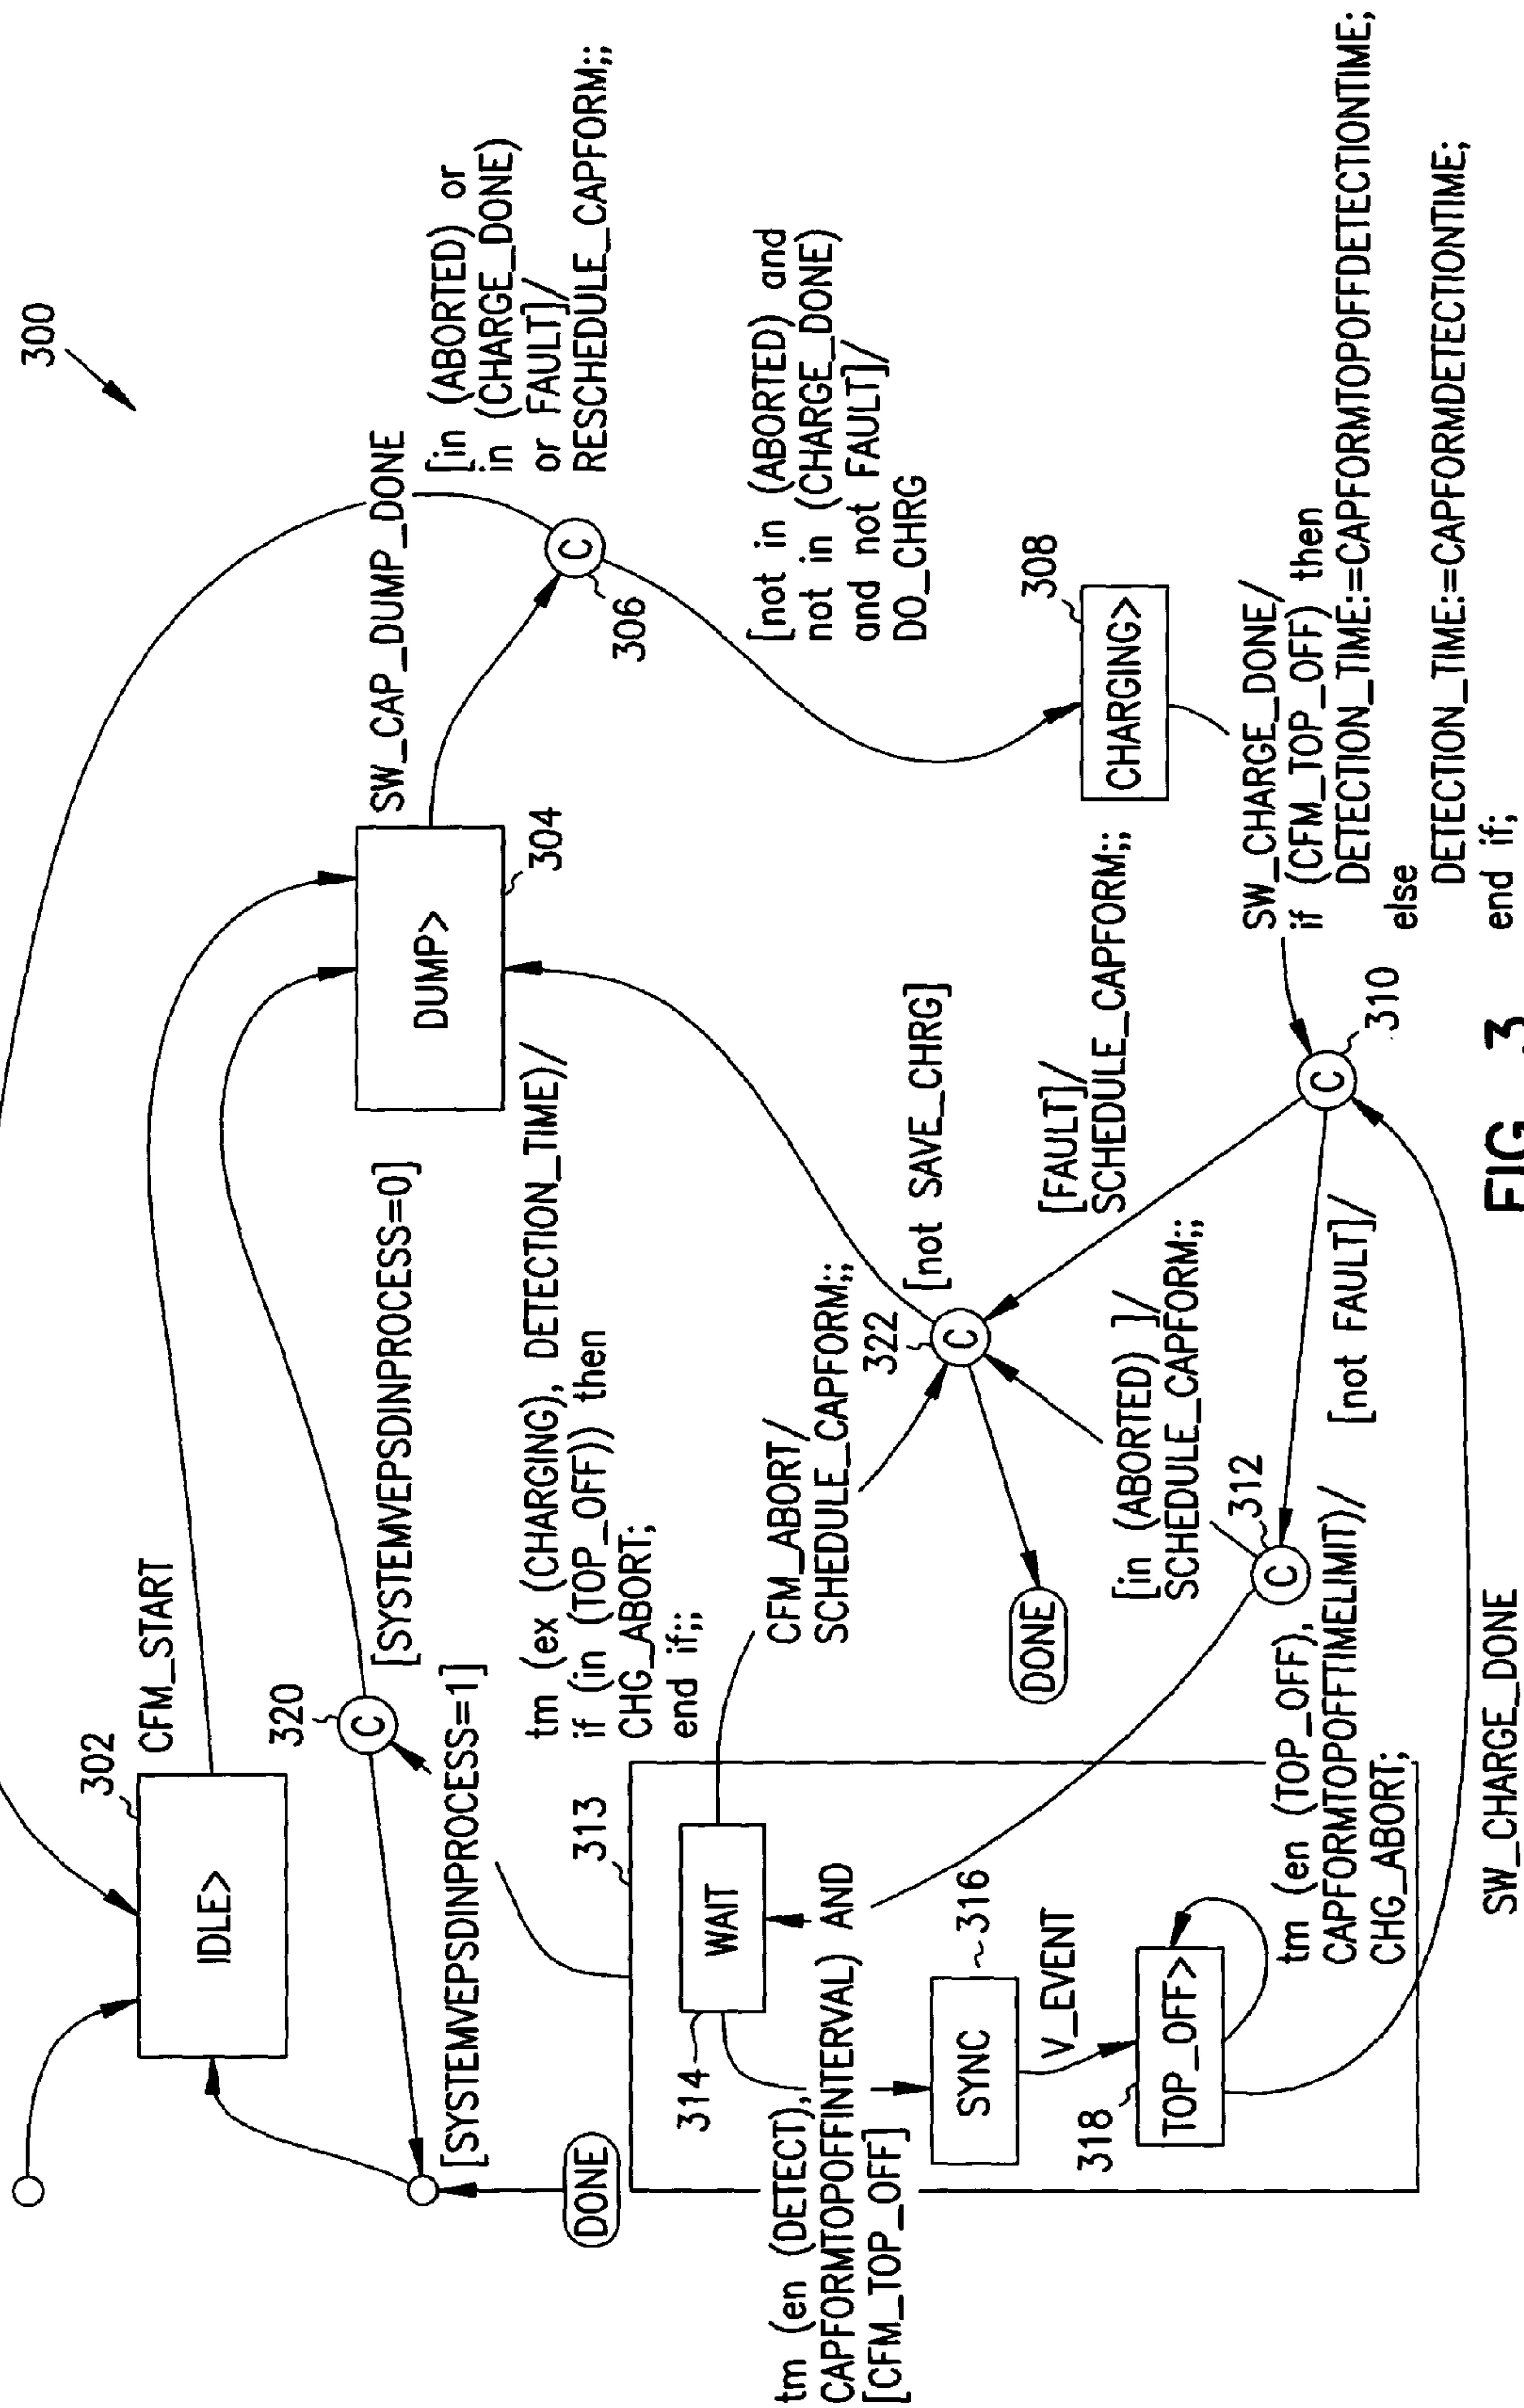 300
302
CFM_START
IDLE>
320
C
[SYSTEMVEPSDINPROCESS=0]
[SYSTEMVEPSDINPROCESS=1]
DONE
DUMP>
304
SW_CAP_DUMP_DONE
[in (ABORTED) or
in (CHARGE_DONE)
or FAULT]/
RESCHEDULE_CAPFORM;;
C
306
[not in (ABORTED) and
not in (CHARGE_DONE)
and not FAULT]/
DO_CHRG
308
CHARGING>
tm (ex (CHARGING), DETECTION_TIME)/
if (in (TOP_OFF)) then
CHG_ABORT;
end if;;
313
WAIT
314
CFM_ABORT/
SCHEDULE_CAPFORM;;
322
C
[not SAVE_CHRG]
DONE
[FAULT]/
SCHEDULE_CAPFORM;;
[in (ABORTED) ]/
SCHEDULE_CAPFORM;;
312
C
[not FAULT]/
C
310
SW_CHARGE_DONE/
if (CFM_TOP_OFF) then
DETECTION_TIME:=CAPFORMTOPOFFDETECTIONTIME;
else
DETECTION_TIME:=CAPFORMDETECTIONTIME;
end if;
tm (en (DETECT),
CAPFORMTOPOFFINTERVAL) AND
[CFM_TOP_OFF]
SYNC
316
V_EVENT
318
TOP_OFF>
tm (en (TOP_OFF),
CAPFORMTOPOFFTIMELIMIT)/
CHG_ABORT;
SW_CHARGE_DONE
FIG. 3